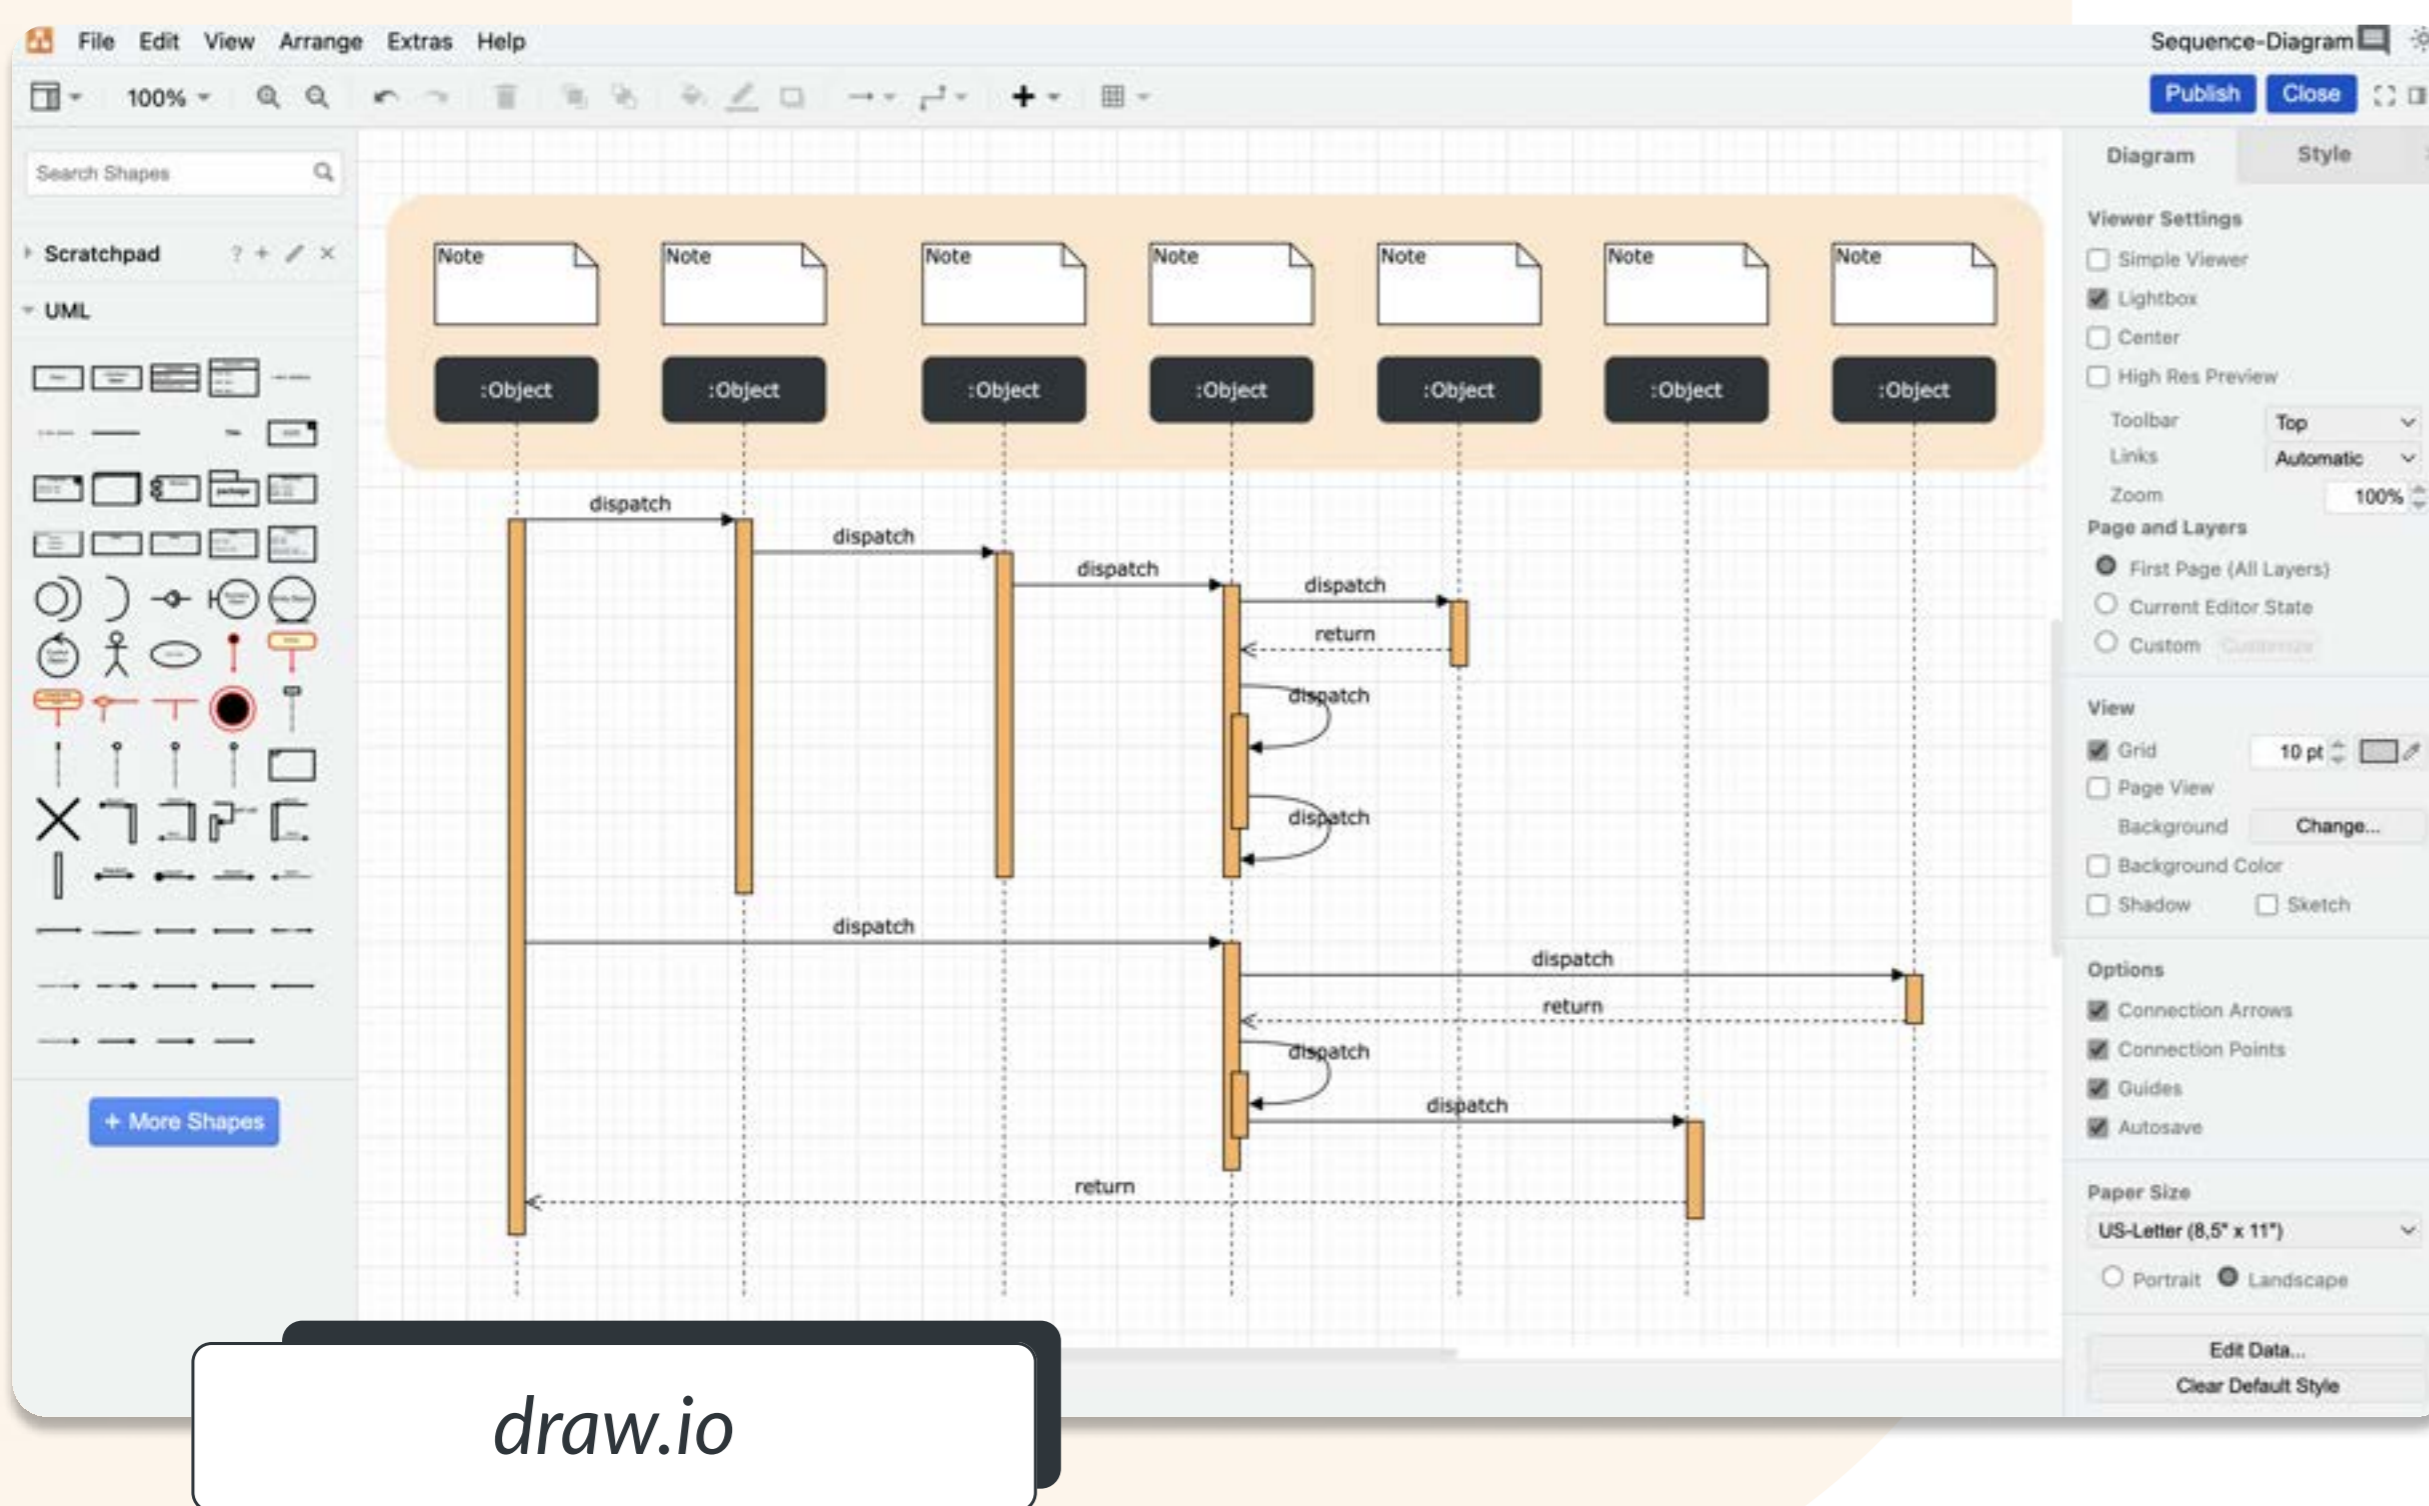 File Edit View Arrange Extras Help
Sequence-Diagram
100%
Publish Close
Search Shapes
Scratchpad ? +
UML
Title
package
+ More Shapes
Note Note Note Note Note Note Note
:Object :Object :Object :Object :Object :Object :Object
dispatch
dispatch
dispatch
dispatch
return
dispatch
dispatch
dispatch
dispatch
return
dispatch
dispatch
return
Diagram Style
Viewer Settings
Simple Viewer
Lightbox
Center
High Res Preview
Toolbar Top
Links Automatic
Zoom 100%
Page and Layers
First Page (All Layers)
Current Editor State
Custom Customize
View
Grid 10 pt
Page View
Background Change...
Background Color
Shadow Sketch
Options
Connection Arrows
Connection Points
Guides
Autosave
Paper Size
US-Letter (8,5" x 11")
Portrait Landscape
Edit Data...
Clear Default Style
draw.io